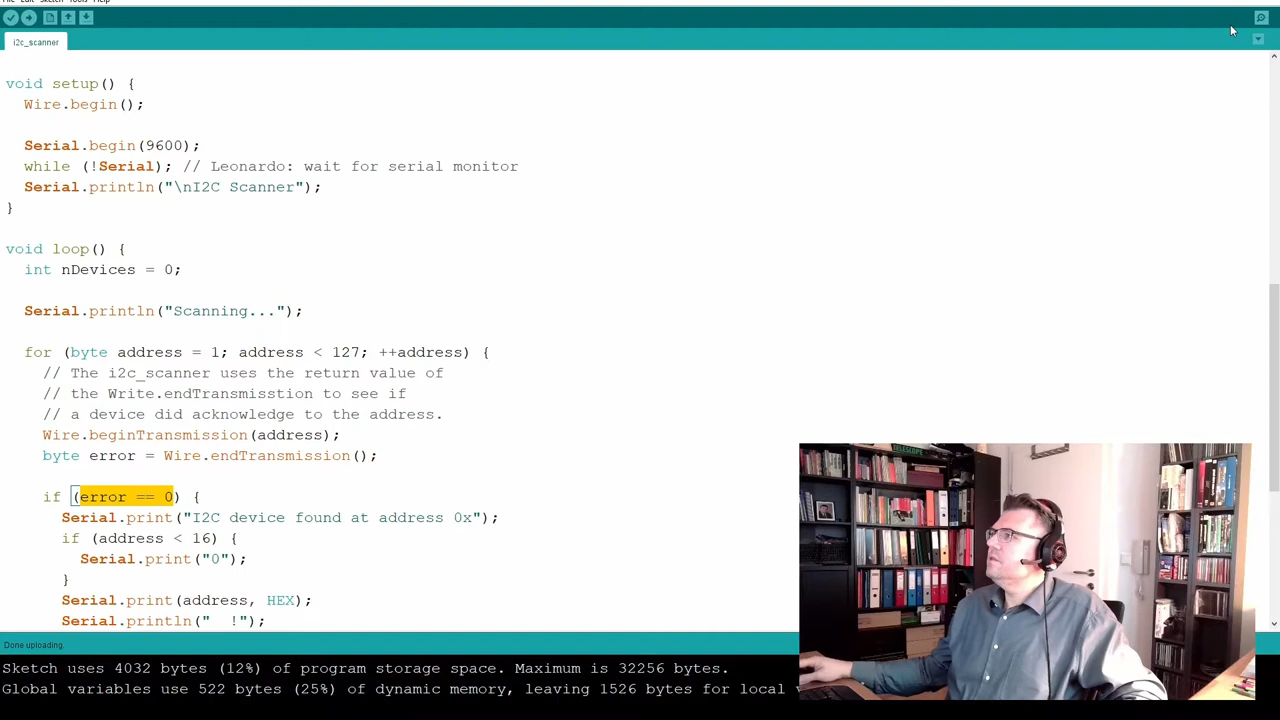 File Edit Sketch Tools Help
i2c_scanner
void setup() {
Wire.begin();
Serial.begin(9600);
while (!Serial); // Leonardo: wait for serial monitor
Serial.println("\nI2C Scanner");
}
void loop() {
int nDevices = 0;
Serial.println("Scanning...");
for (byte address = 1; address < 127; ++address) {
// The i2c_scanner uses the return value of
// the Write.endTransmisstion to see if
// a device did acknowledge to the address.
Wire.beginTransmission(address);
byte error = Wire.endTransmission();
if (error == 0) {
Serial.print("I2C device found at address 0x");
if (address < 16) {
Serial.print("0");
}
Serial.print(address, HEX);
Serial.println("  !");
Done uploading.
Sketch uses 4032 bytes (12%) of program storage space. Maximum is 32256 bytes.
Global variables use 522 bytes (25%) of dynamic memory, leaving 1526 bytes for local